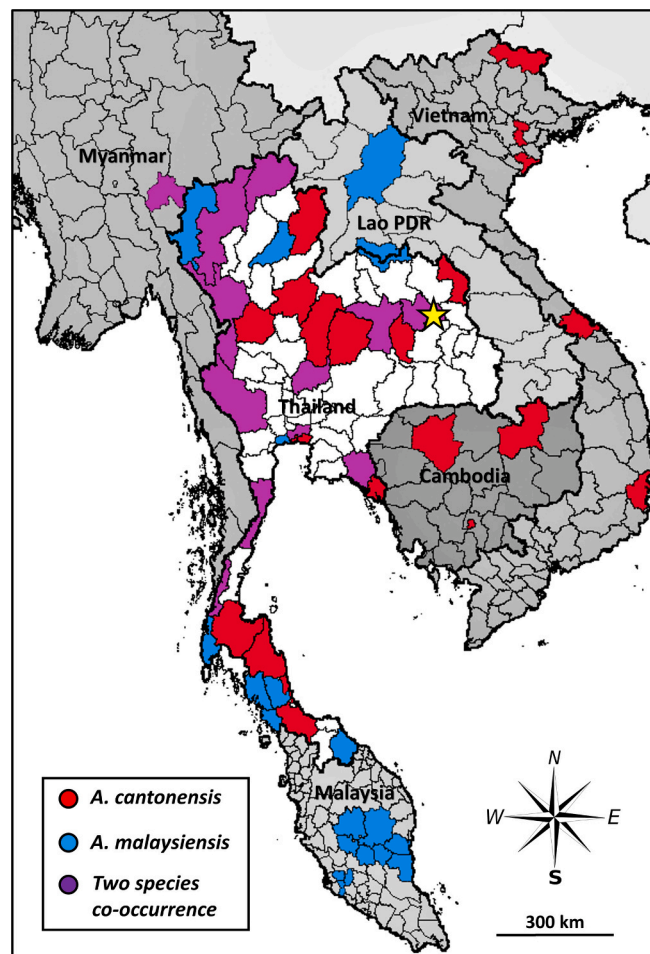 Vietnam
Myanmar
Lao PDR
Thailand
Cambodia
Malaysia
A. cantonensis
A. malaysiensis
Two species
co-occurrence
N
W E
S
300 km